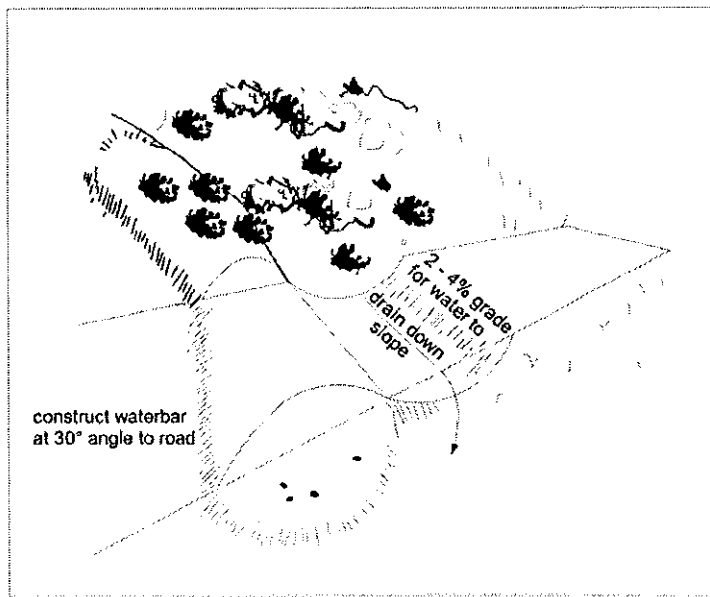 2 - 4% grade
for water to
drain down
slope
construct waterbar
at 30° angle to road